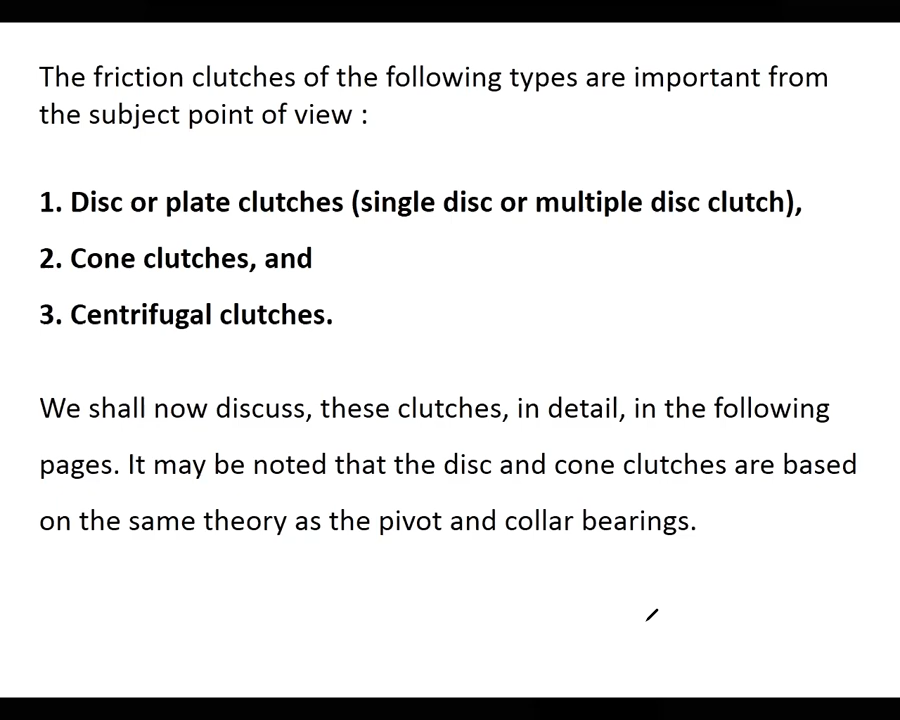 The friction clutches of the following types are important from
the subject point of view :
1. Disc or plate clutches (single disc or multiple disc clutch),
2. Cone clutches, and
3. Centrifugal clutches.
We shall now discuss, these clutches, in detail, in the following
pages. It may be noted that the disc and cone clutches are based
on the same theory as the pivot and collar bearings.